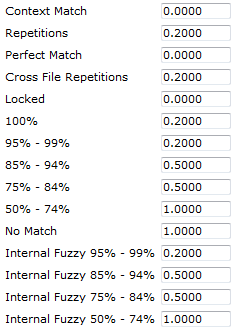 Context Match 0.0000
Repetitions 0.2000
Perfect Match 0.0000
Cross File Repetitions 0.2000
Locked 0.0000
100% 0.2000
95% - 99% 0.2000
85% - 94% 0.5000
75% - 84% 0.5000
50% - 74% 1.0000
No Match 1.0000
Internal Fuzzy 95% - 99% 0.2000
Internal Fuzzy 85% - 94% 0.5000
Internal Fuzzy 75% - 84% 0.5000
Internal Fuzzy 50% - 74% 1.0000